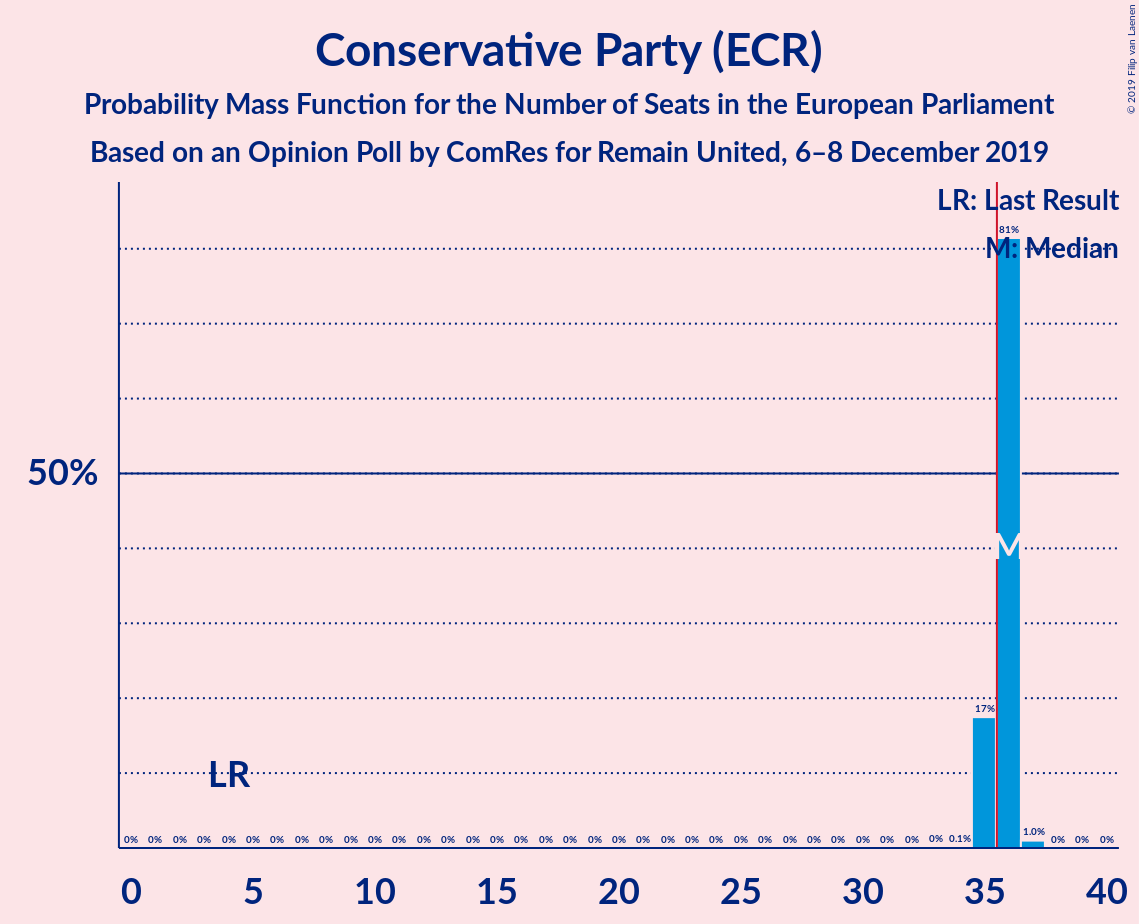 Conservative Party (ECR)
Probability Mass Function for the Number of Seats in the European Parliament
Based on an Opinion Poll by ComRes for Remain United, 6–8 December 2019
© 2019 Filip van Laenen
LR: Last Result
M: Median
81%
50%
M
17%
LR
0% 0% 0% 0% 0% 0% 0% 0% 0% 0% 0% 0% 0% 0% 0% 0% 0% 0% 0% 0% 0% 0% 0% 0% 0% 0% 0% 0% 0% 0% 0% 0% 0% 0% 0.1% 1.0% 0% 0% 0%
0 5 10 15 20 25 30 35 40